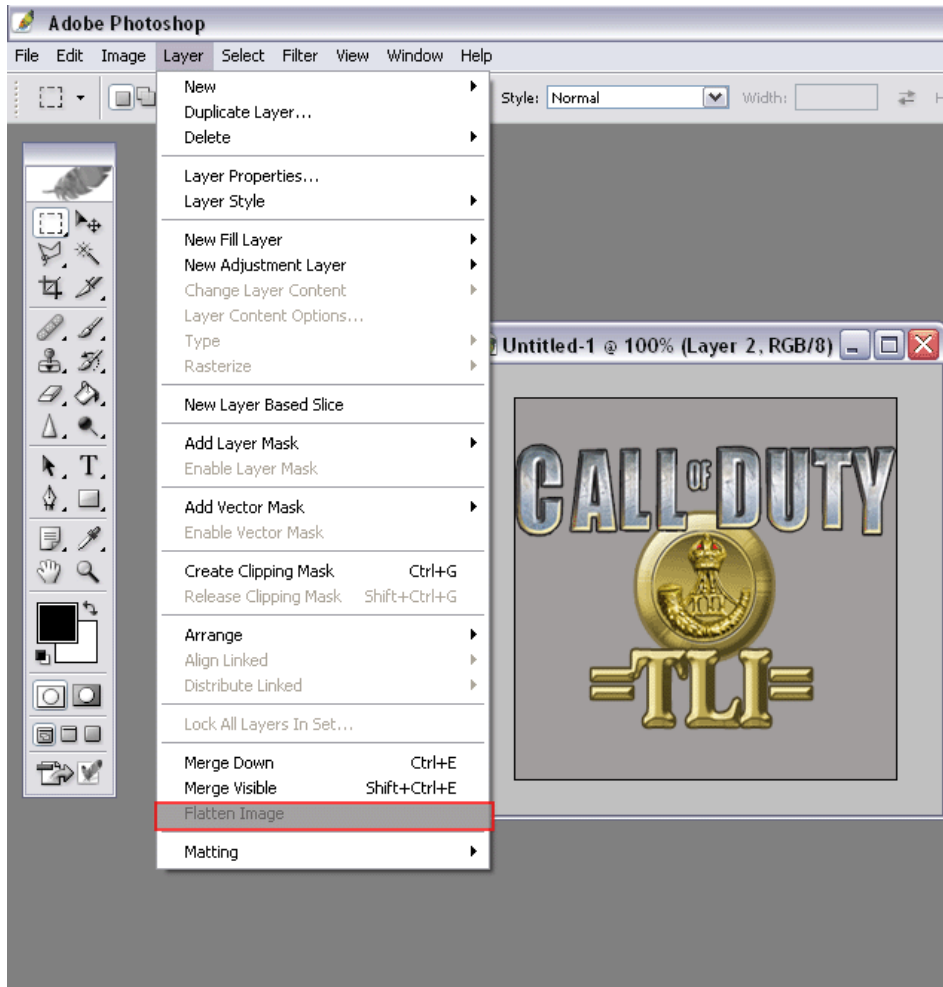 Adobe Photoshop
File Edit Image Layer Select Filter View Window Help
Style: Normal Width:
New
Duplicate Layer...
Delete
Layer Properties...
Layer Style
New Fill Layer
New Adjustment Layer
Change Layer Content
Layer Content Options...
Type
Rasterize
New Layer Based Slice
Add Layer Mask
Enable Layer Mask
Add Vector Mask
Enable Vector Mask
Create Clipping Mask Ctrl+G
Release Clipping Mask Shift+Ctrl+G
Arrange
Align Linked
Distribute Linked
Lock All Layers In Set...
Merge Down Ctrl+E
Merge Visible Shift+Ctrl+E
Flatten Image
Matting
Untitled-1 @ 100% (Layer 2, RGB/8)
CALL OF DUTY
=TLI=